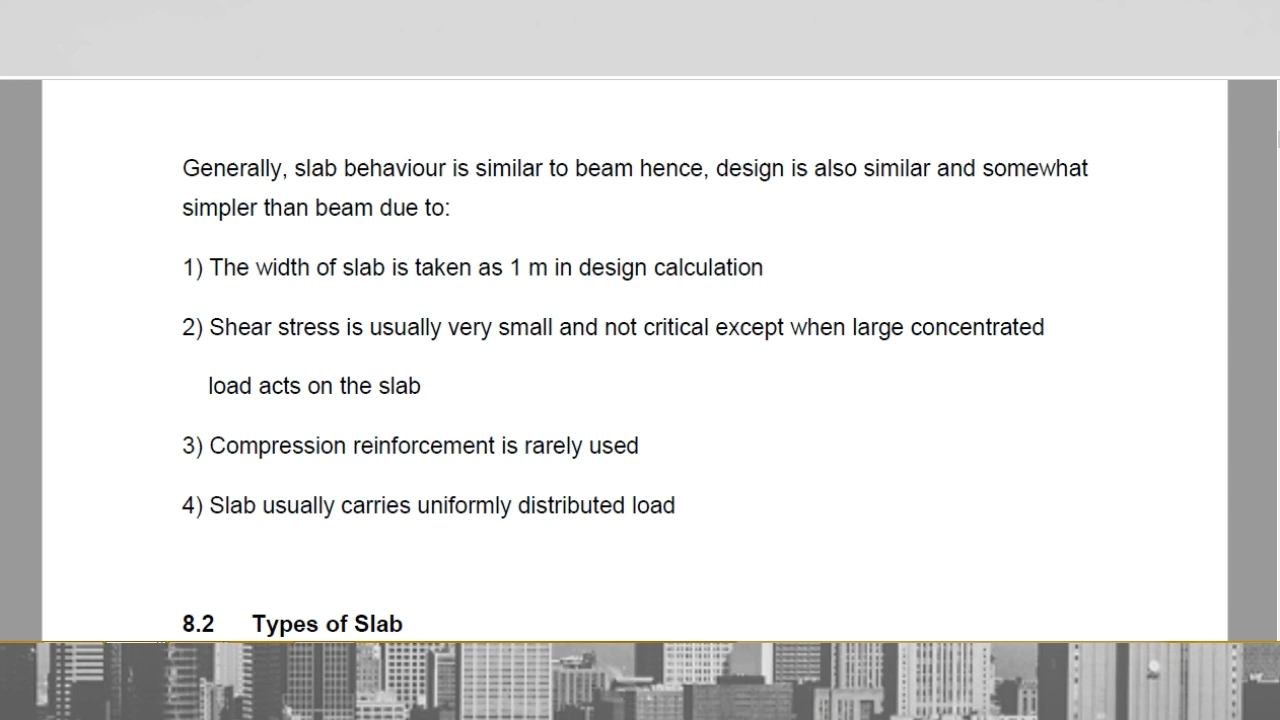 Generally, slab behaviour is similar to beam hence, design is also similar and somewhat
simpler than beam due to:
1) The width of slab is taken as 1 m in design calculation
2) Shear stress is usually very small and not critical except when large concentrated
load acts on the slab
3) Compression reinforcement is rarely used
4) Slab usually carries uniformly distributed load
8.2 Types of Slab